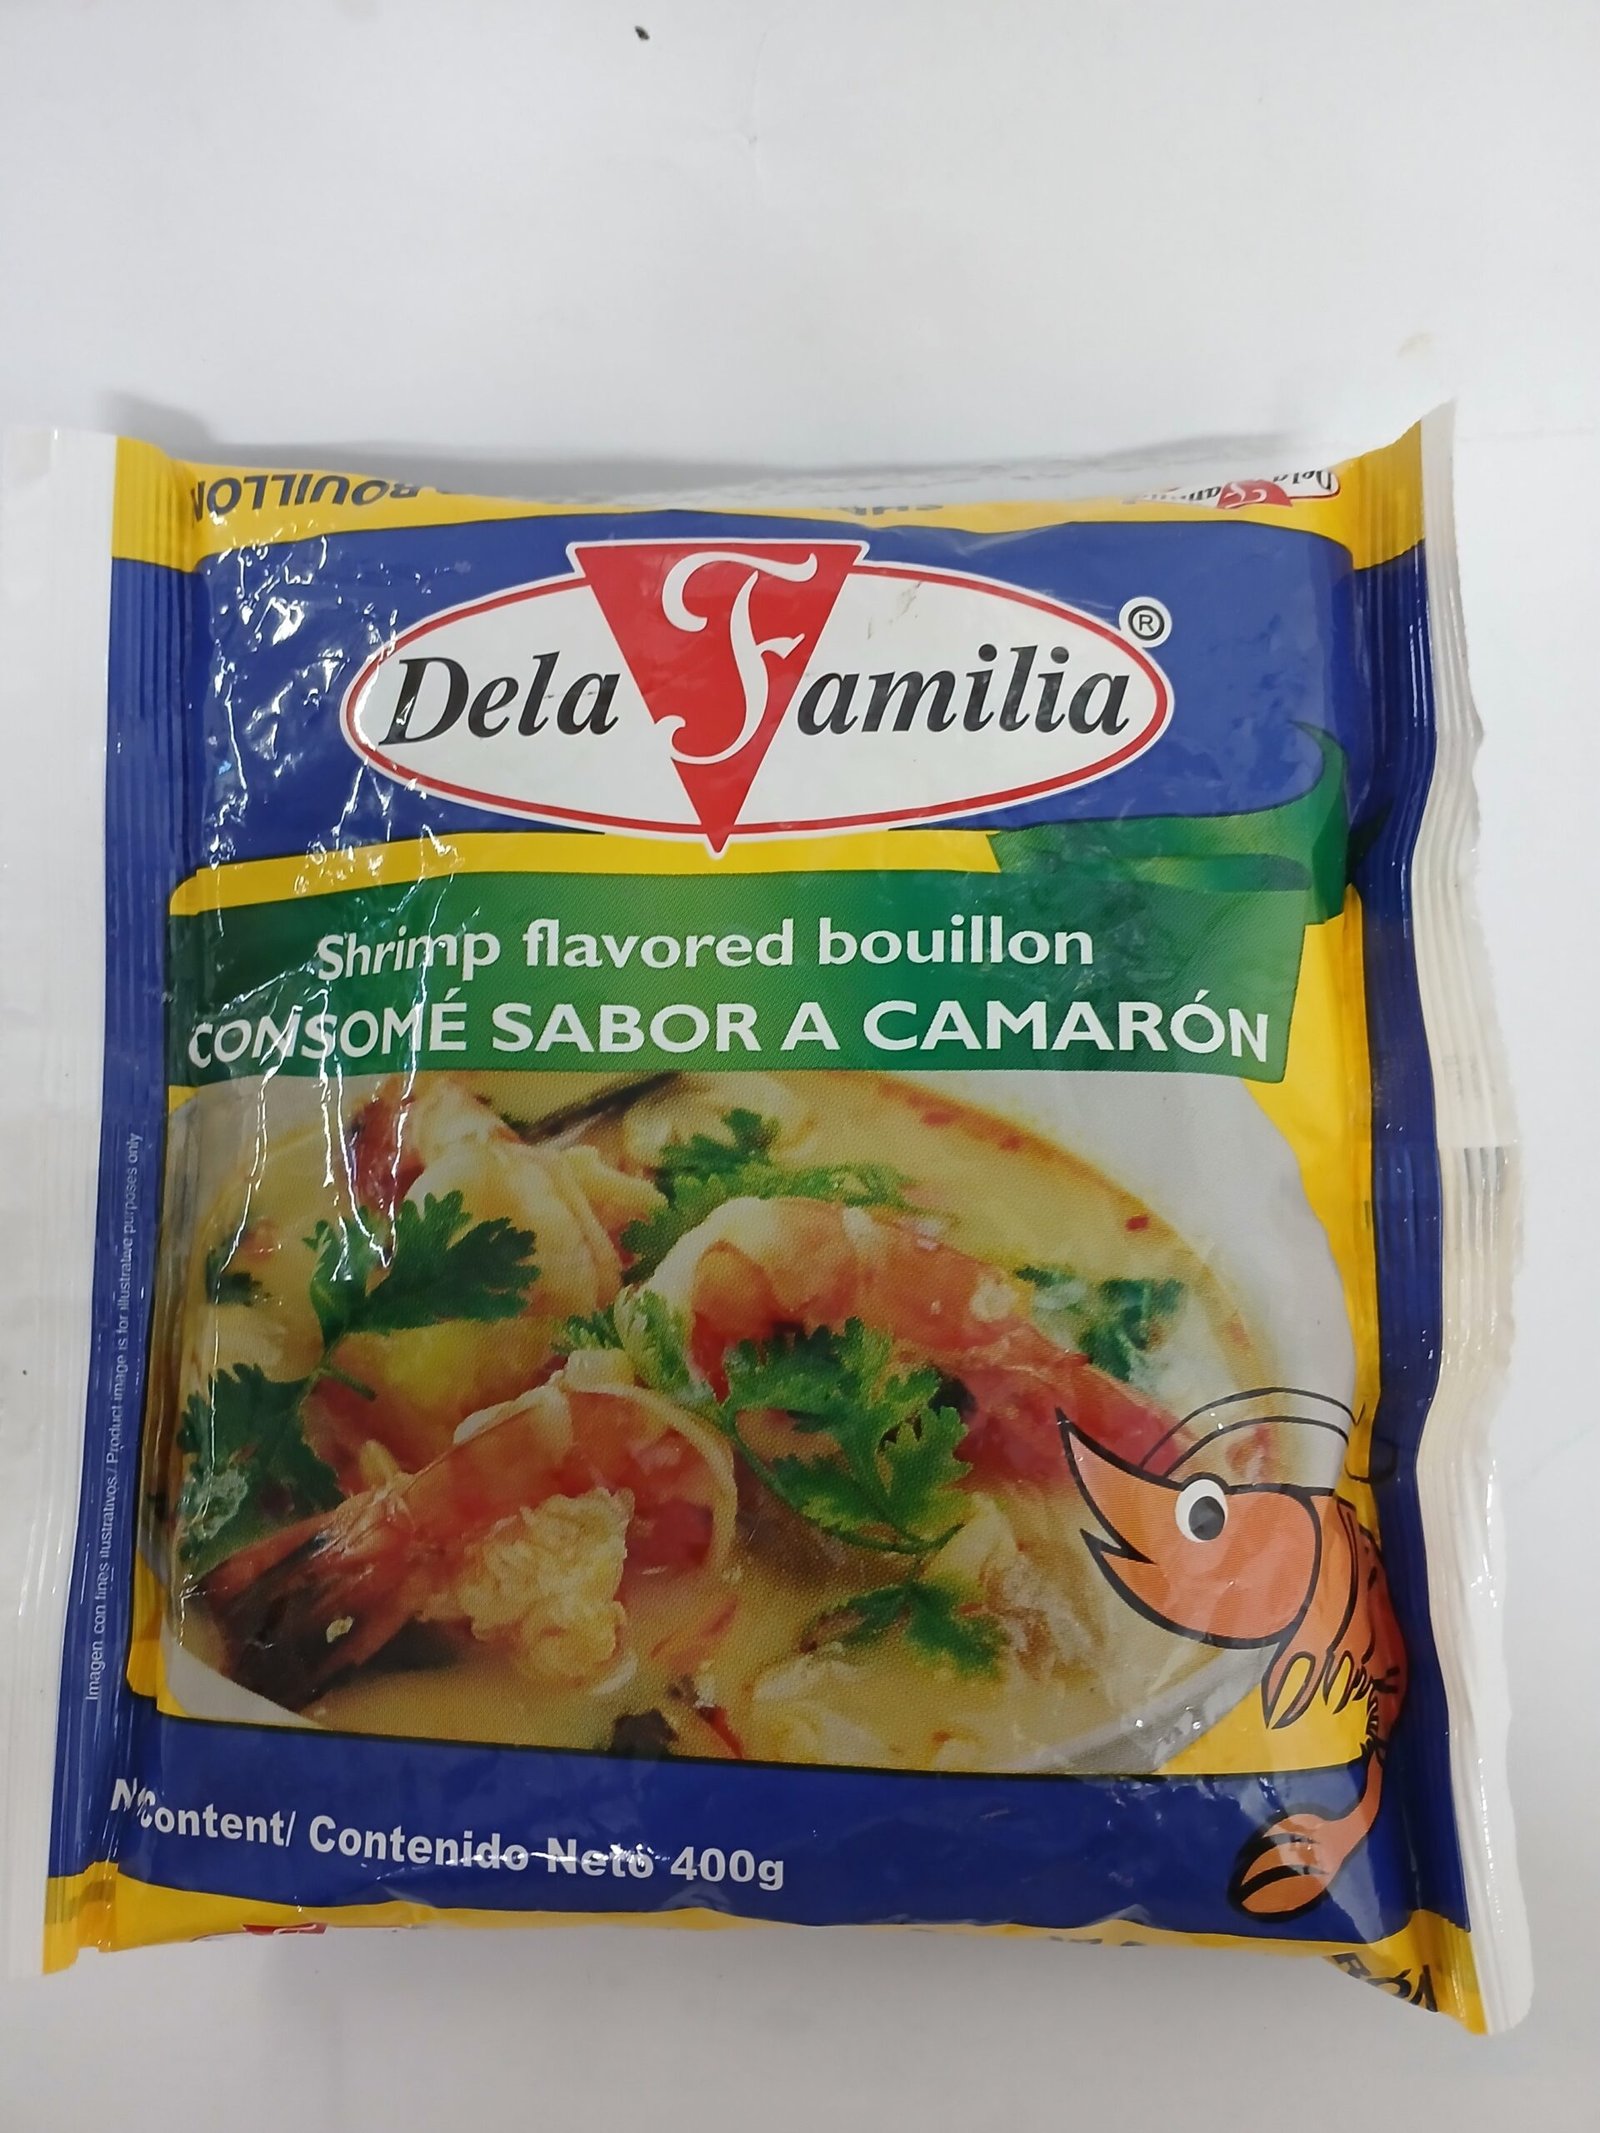 BOUILLON
Dela Familia ®
Shrimp flavored bouillon
CONSOMÉ SABOR A CAMARÓN
Imagen con fines ilustrativos / Product image is for illustrative purposes only
Content/ Contenido Neto 400g